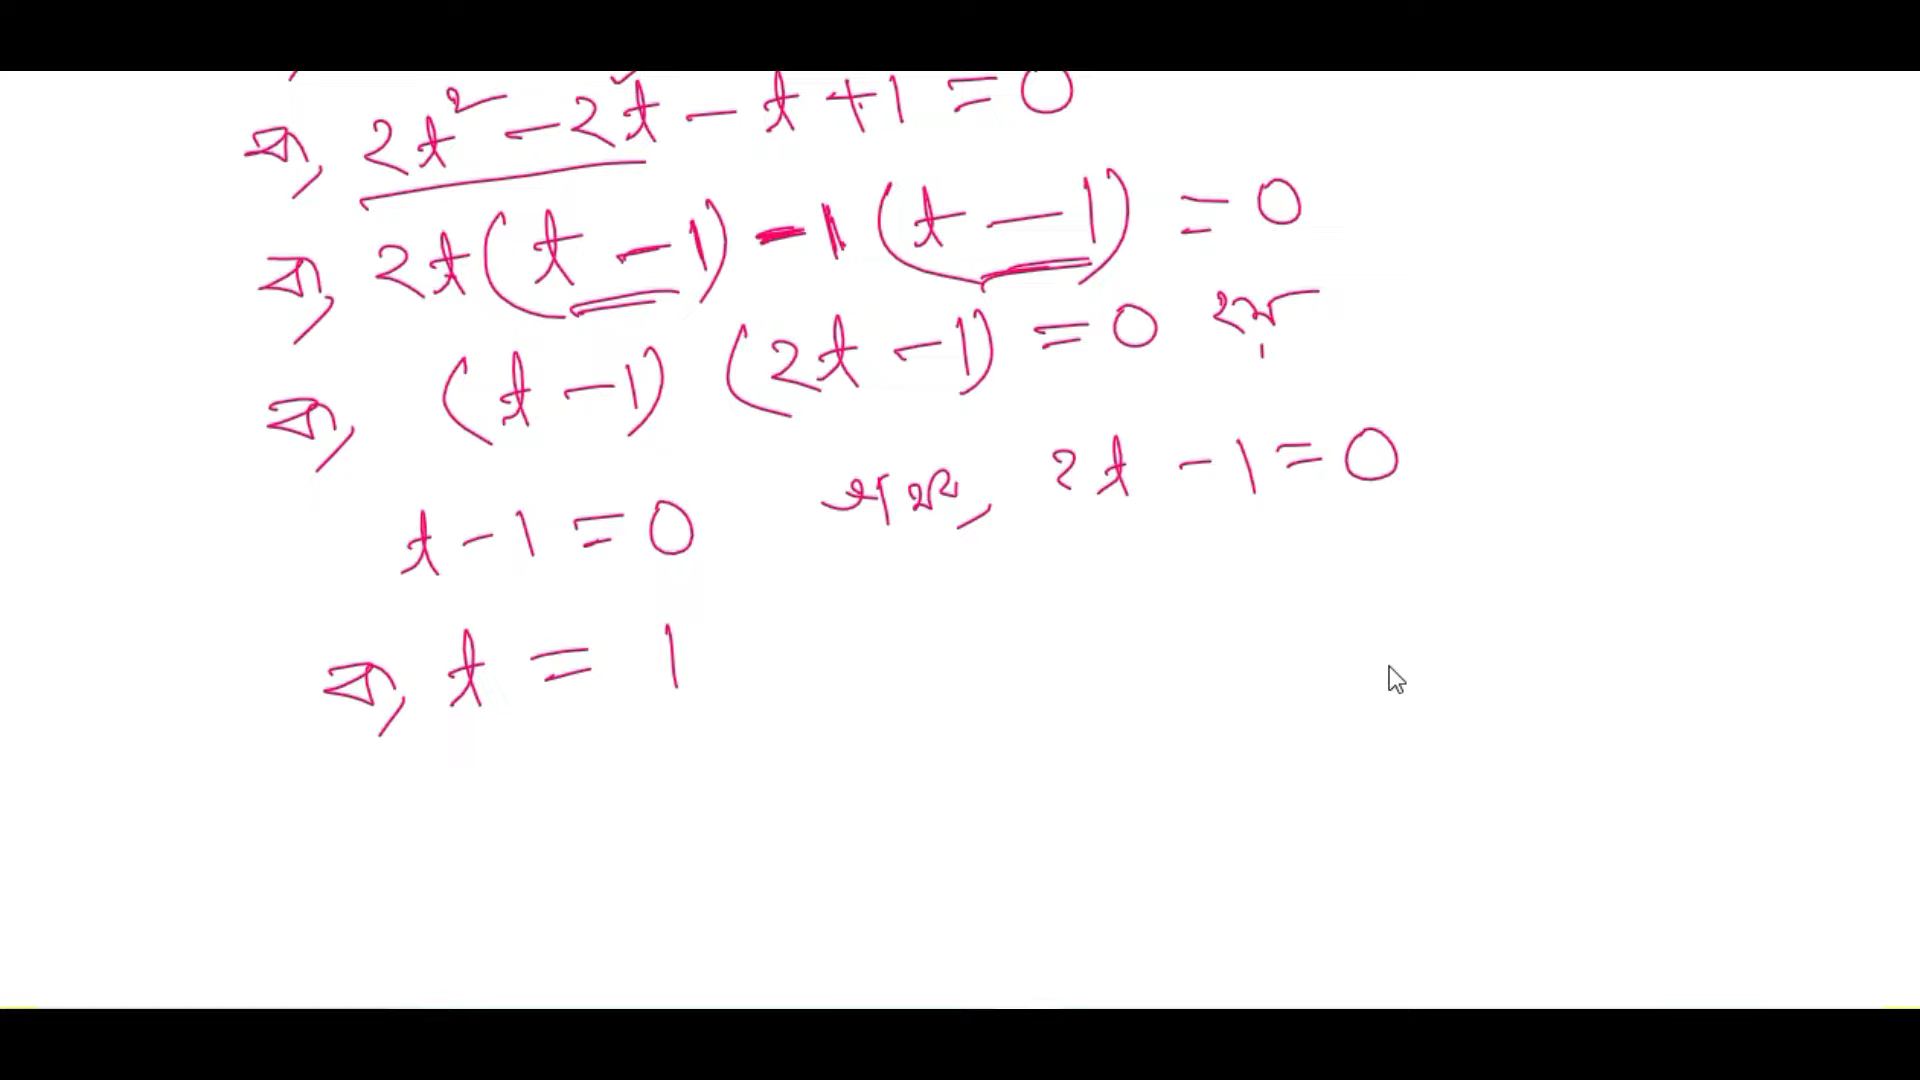 বা, 2t² - 2t - t + 1 = 0
বা, 2t(t - 1) - 1(t - 1) = 0
বা, (t - 1) (2t - 1) = 0 হয়
t - 1 = 0 অথবা, 2t - 1 = 0
বা, t = 1